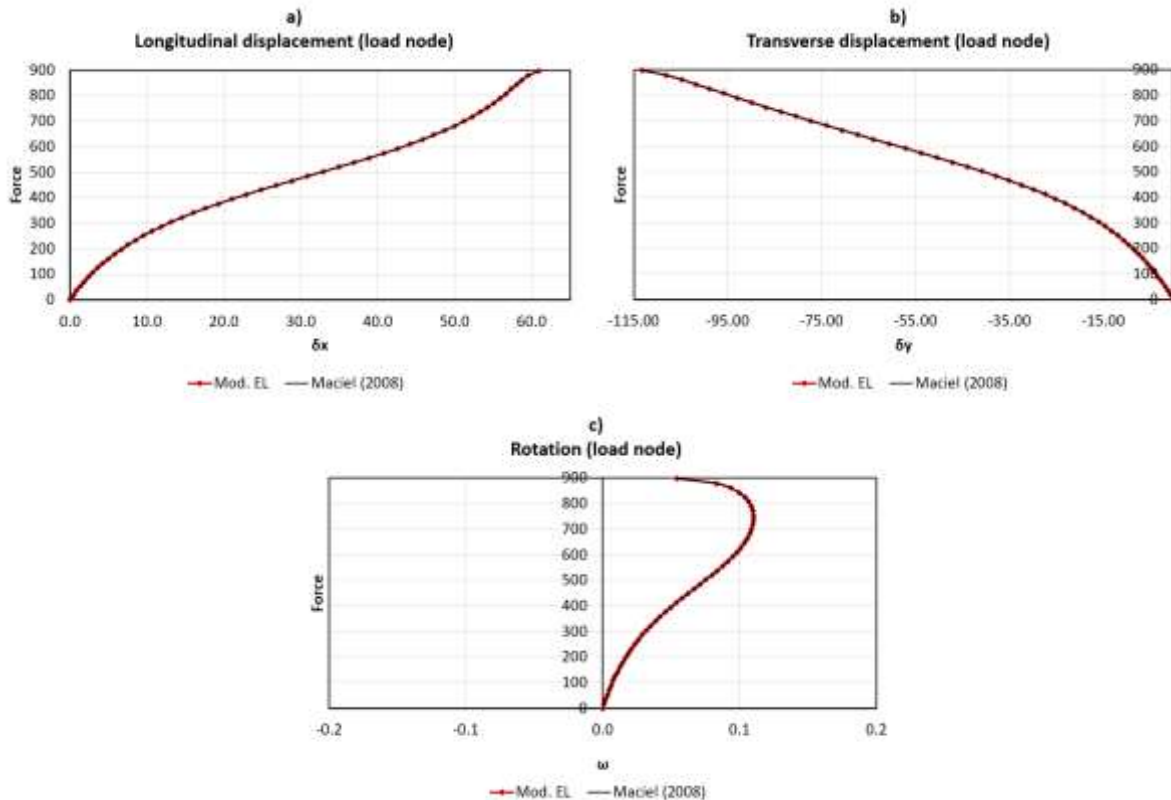 a)
Longitudinal displacement (load node)
900
800
700
600
500
400
300
200
100
0
Force
0.0 10.0 20.0 30.0 40.0 50.0 60.0
δx
Mod. EL Maciel (2008)
b)
Transverse displacement (load node)
900
800
700
600
500
400
300
200
100
0
Force
-115.00 -95.00 -75.00 -55.00 -35.00 -15.00
δy
Mod. EL Maciel (2008)
c)
Rotation (load node)
900
800
700
600
500
400
300
200
100
0
Force
-0.2 -0.1 0.0 0.1 0.2
ω
Mod. EL Maciel (2008)